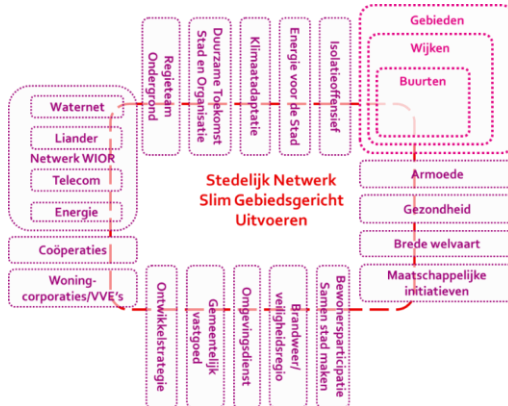 Regieteam
Ondergrond
Duurzame Toekomst
Stad en Organisatie
Klimaatadaptatie
Energie voor de Stad
Isolatieoffensief
Gebieden
Wijken
Buurten
Waternet
Liander
Netwerk WIOR
Telecom
Energie
Coöperaties
Woning-
corporaties/VVE's
Stedelijk Netwerk
Slim Gebiedsgericht
Uitvoeren
Armoede
Gezondheid
Brede welvaart
Maatschappelijke
initiatieven
Ontwikkelstrategie
Gemeentelijk
vastgoed
Omgevingsdienst
Brandweer/
veiligheidsregio
Bewonersparticipatie
Samen stad maken